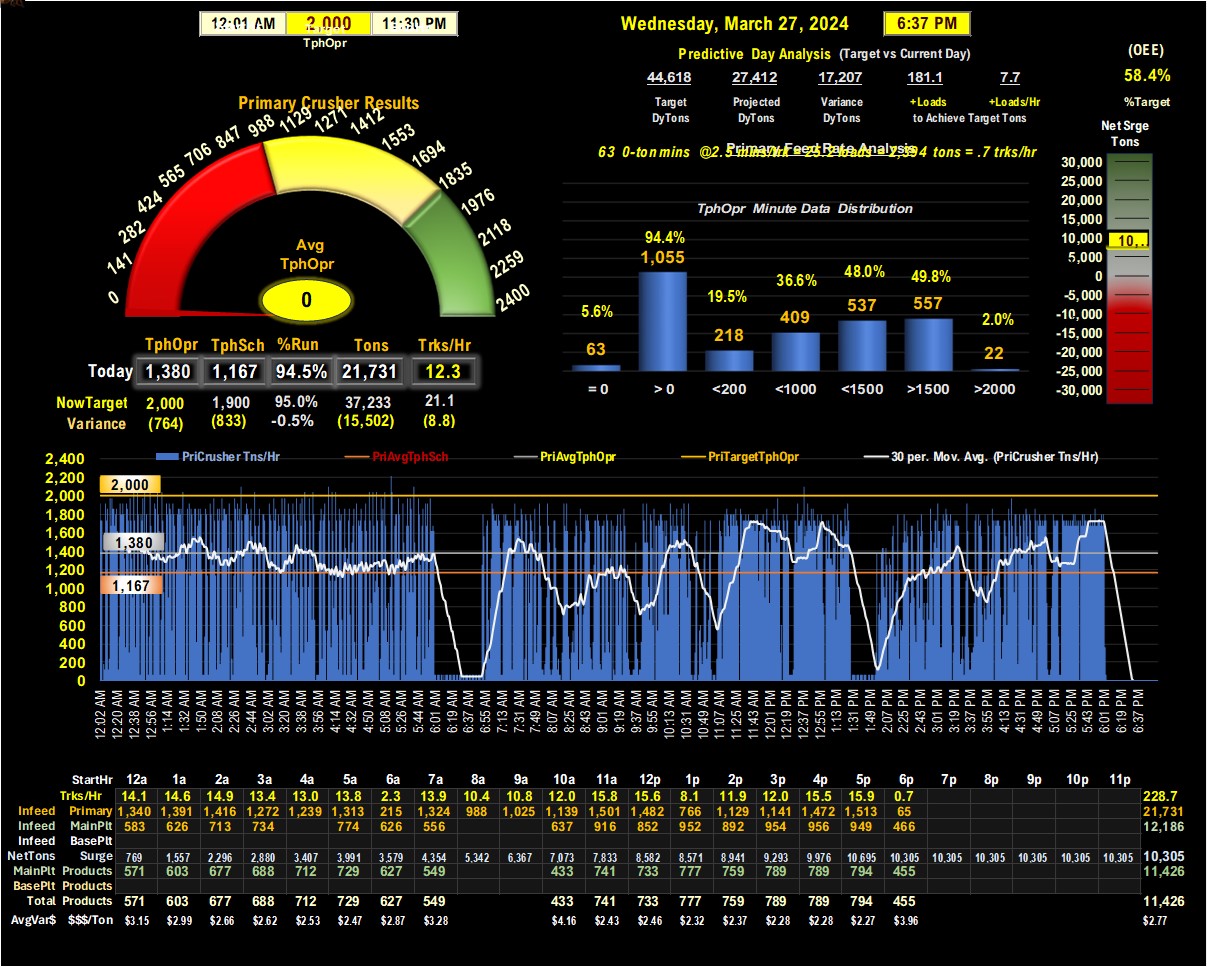 12:01 AM 2,000 11:30 PM
TphOpr
Wednesday, March 27, 2024 6:37 PM
Predictive Day Analysis (Target vs Current Day)
44,618 27,412 17,207 181.1 7.7
Target Projected Variance +Loads +Loads/Hr
DyTons DyTons DyTons to Achieve Target Tons
(OEE)
58.4%
%Target
Net Srge
Tons
30,000
25,000
20,000
15,000
10,000
5,000
0
-5,000
-10,000
-15,000
-20,000
-25,000
-30,000
10,..
Primary Crusher Results
0 141 282 424 565 706 847 988 1129 1271 1412 1553 1694 1835 1976 2118 2259 2400
Avg
TphOpr
0
TphOpr TphSch %Run Tons Trks/Hr
Today 1,380 1,167 94.5% 21,731 12.3
NowTarget 2,000 1,900 95.0% 37,233 21.1
Variance (764) (833) -0.5% (15,502) (8.8)
Primary Feed Rate Analysis
63 0-ton mins @2.5 mins/trk = 25.2 loads = 2,394 tons = .7 trks/hr
TphOpr Minute Data Distribution
5.6% 94.4% 19.5% 36.6% 48.0% 49.8% 2.0%
63 1,055 218 409 537 557 22
= 0 > 0 <200 <1000 <1500 >1500 >2000
PriCrusher Tns/Hr PriAvgTphSch PriAvgTphOpr PriTargetTphOpr 30 per. Mov. Avg. (PriCrusher Tns/Hr)
2,400
2,200
2,000
1,800
1,600
1,400
1,200
1,000
800
600
400
200
0
2,000
1,380
1,167
12:02 AM 12:20 AM 12:38 AM 12:56 AM 1:14 AM 1:32 AM 1:50 AM 2:08 AM 2:26 AM 2:44 AM 3:02 AM 3:20 AM 3:38 AM 3:56 AM 4:14 AM 4:32 AM 4:50 AM 5:08 AM 5:26 AM 5:43 AM 6:01 AM 6:19 AM 6:37 AM 6:55 AM 7:13 AM 7:31 AM 7:49 AM 8:07 AM 8:25 AM 8:43 AM 9:01 AM 9:19 AM 9:37 AM 9:55 AM 10:13 AM 10:31 AM 10:49 AM 11:07 AM 11:25 AM 11:43 AM 12:01 PM 12:19 PM 12:37 PM 12:55 PM 1:13 PM 1:31 PM 1:49 PM 2:07 PM 2:25 PM 2:43 PM 3:01 PM 3:19 PM 3:37 PM 3:55 PM 4:13 PM 4:31 PM 4:49 PM 5:07 PM 5:25 PM 5:43 PM 6:01 PM 6:19 PM 6:37 PM
StartHr 12a 1a 2a 3a 4a 5a 6a 7a 8a 9a 10a 11a 12p 1p 2p 3p 4p 5p 6p 7p 8p 9p 10p 11p
Trks/Hr 14.1 14.6 14.9 13.4 13.0 13.8 2.3 13.9 10.4 10.8 12.0 15.8 15.6 8.1 11.9 12.0 15.5 15.9 0.7 228.7
Infeed Primary 1,340 1,391 1,416 1,272 1,239 1,313 215 1,324 988 1,025 1,139 1,501 1,482 766 1,129 1,141 1,472 1,513 65 21,731
Infeed MainPlt 583 626 713 734 774 626 556 637 916 852 952 892 954 956 949 466 12,186
Infeed BasePlt
NetTons Surge 769 1,557 2,296 2,880 3,407 3,991 3,579 4,354 5,342 6,367 7,073 7,833 8,582 8,571 8,941 9,293 9,976 10,695 10,305 10,305 10,305 10,305 10,305 10,305 10,305
MainPlt Products 571 603 677 688 712 729 627 549 433 741 733 777 759 789 789 794 455 11,426
BasePlt Products
Total Products 571 603 677 688 712 729 627 549 433 741 733 777 759 789 789 794 455 11,426
AvgVar$ $$$/Ton $3.15 $2.99 $2.66 $2.62 $2.53 $2.47 $2.87 $3.28 $4.16 $2.43 $2.46 $2.32 $2.37 $2.28 $2.28 $2.27 $3.96 $2.77